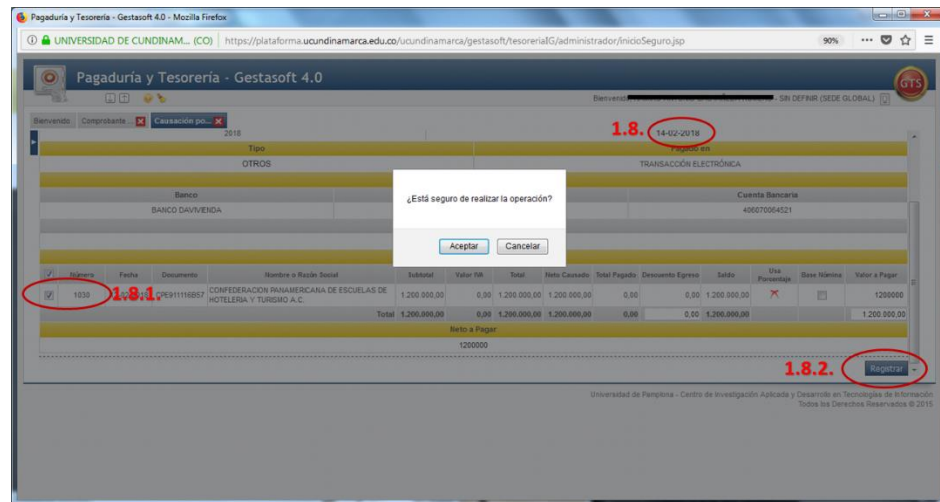 Pagaduría y Tesorería - Gestasoft 4.0 - Mozilla Firefox
UNIVERSIDAD DE CUNDINAM... (CO) https://plataforma.ucundinamarca.edu.co/ucundinamarca/gestasoft/tesoreriaIG/administrador/inicioSeguro.jsp 90%
Pagaduría y Tesorería - Gestasoft 4.0
GTS
- SIN DEFINIR (SEDE GLOBAL)
Bienvenido Comprobante ... Causación po...
2018 1.8. 14-02-2018
Tipo Pagado en
OTROS TRANSACCIÓN ELECTRÓNICA
Banco Cuenta Bancaria
BANCO DAVIVIENDA
¿Está seguro de realizar la operación?
Aceptar Cancelar
Número Fecha Documento Nombre o Razón Social Subtotal Valor IVA Total Neto Causado Total Pagado Descuento Egreso Saldo Usa Porcentaje Base Nómina Valor a Pagar
1030 1.8.1. CONFEDERACION PANAMERICANA DE ESCUELAS DE HOTELERIA Y TURISMO A.C. 1.200.000,00 0,00 1.200.000,00 1.200.000,00 0,00 0,00 1.200.000,00 1200000
Total 1.200.000,00 0,00 1.200.000,00 1.200.000,00 0,00 0,00 1.200.000,00 1.200.000,00
Neto a Pagar
1200000
1.8.2. Registrar
Universidad de Pamplona - Centro de Investigación Aplicada y Desarrollo en Tecnologías de Información
Todos los Derechos Reservados © 2015